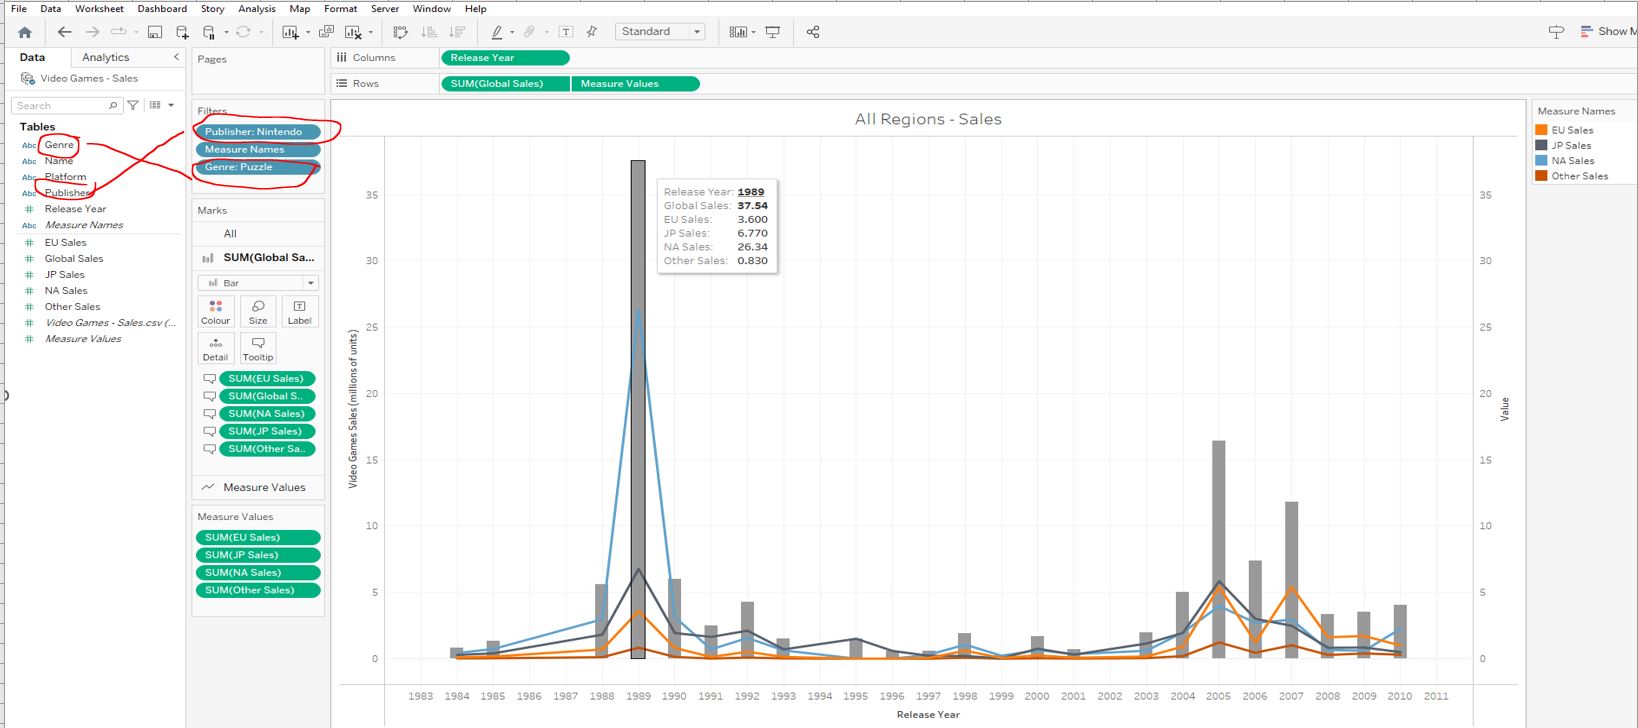 File Data Worksheet Dashboard Story Analysis Map Format Server Window Help
Standard
Show M
Data Analytics
Video Games - Sales
Search
Tables
Abc Genre
Abc Name
Platform
Abc Publisher
# Release Year
Abc Measure Names
# EU Sales
# Global Sales
# JP Sales
# NA Sales
# Other Sales
# Video Games - Sales.csv (...
# Measure Values
Pages
Filters
Publisher: Nintendo
Measure Names
Genre: Puzzle
Marks
All
SUM(Global Sa...
Bar
Colour Size Label
Detail Tooltip
SUM(EU Sales)
SUM(Global S..
SUM(NA Sales)
SUM(JP Sales)
SUM(Other Sa..
Measure Values
Measure Values
SUM(EU Sales)
SUM(JP Sales)
SUM(NA Sales)
SUM(Other Sales)
Columns Release Year
Rows SUM(Global Sales) Measure Values
All Regions - Sales
Release Year: 1989
Global Sales: 37.54
EU Sales: 3.600
JP Sales: 6.770
NA Sales: 26.34
Other Sales: 0.830
Video Games Sales (millions of units)
35
30
25
20
15
10
5
0
35
30
25
20
15
10
5
0
Value
1983 1984 1985 1986 1987 1988 1989 1990 1991 1992 1993 1994 1995 1996 1997 1998 1999 2000 2001 2002 2003 2004 2005 2006 2007 2008 2009 2010 2011
Release Year
Measure Names
EU Sales
JP Sales
NA Sales
Other Sales